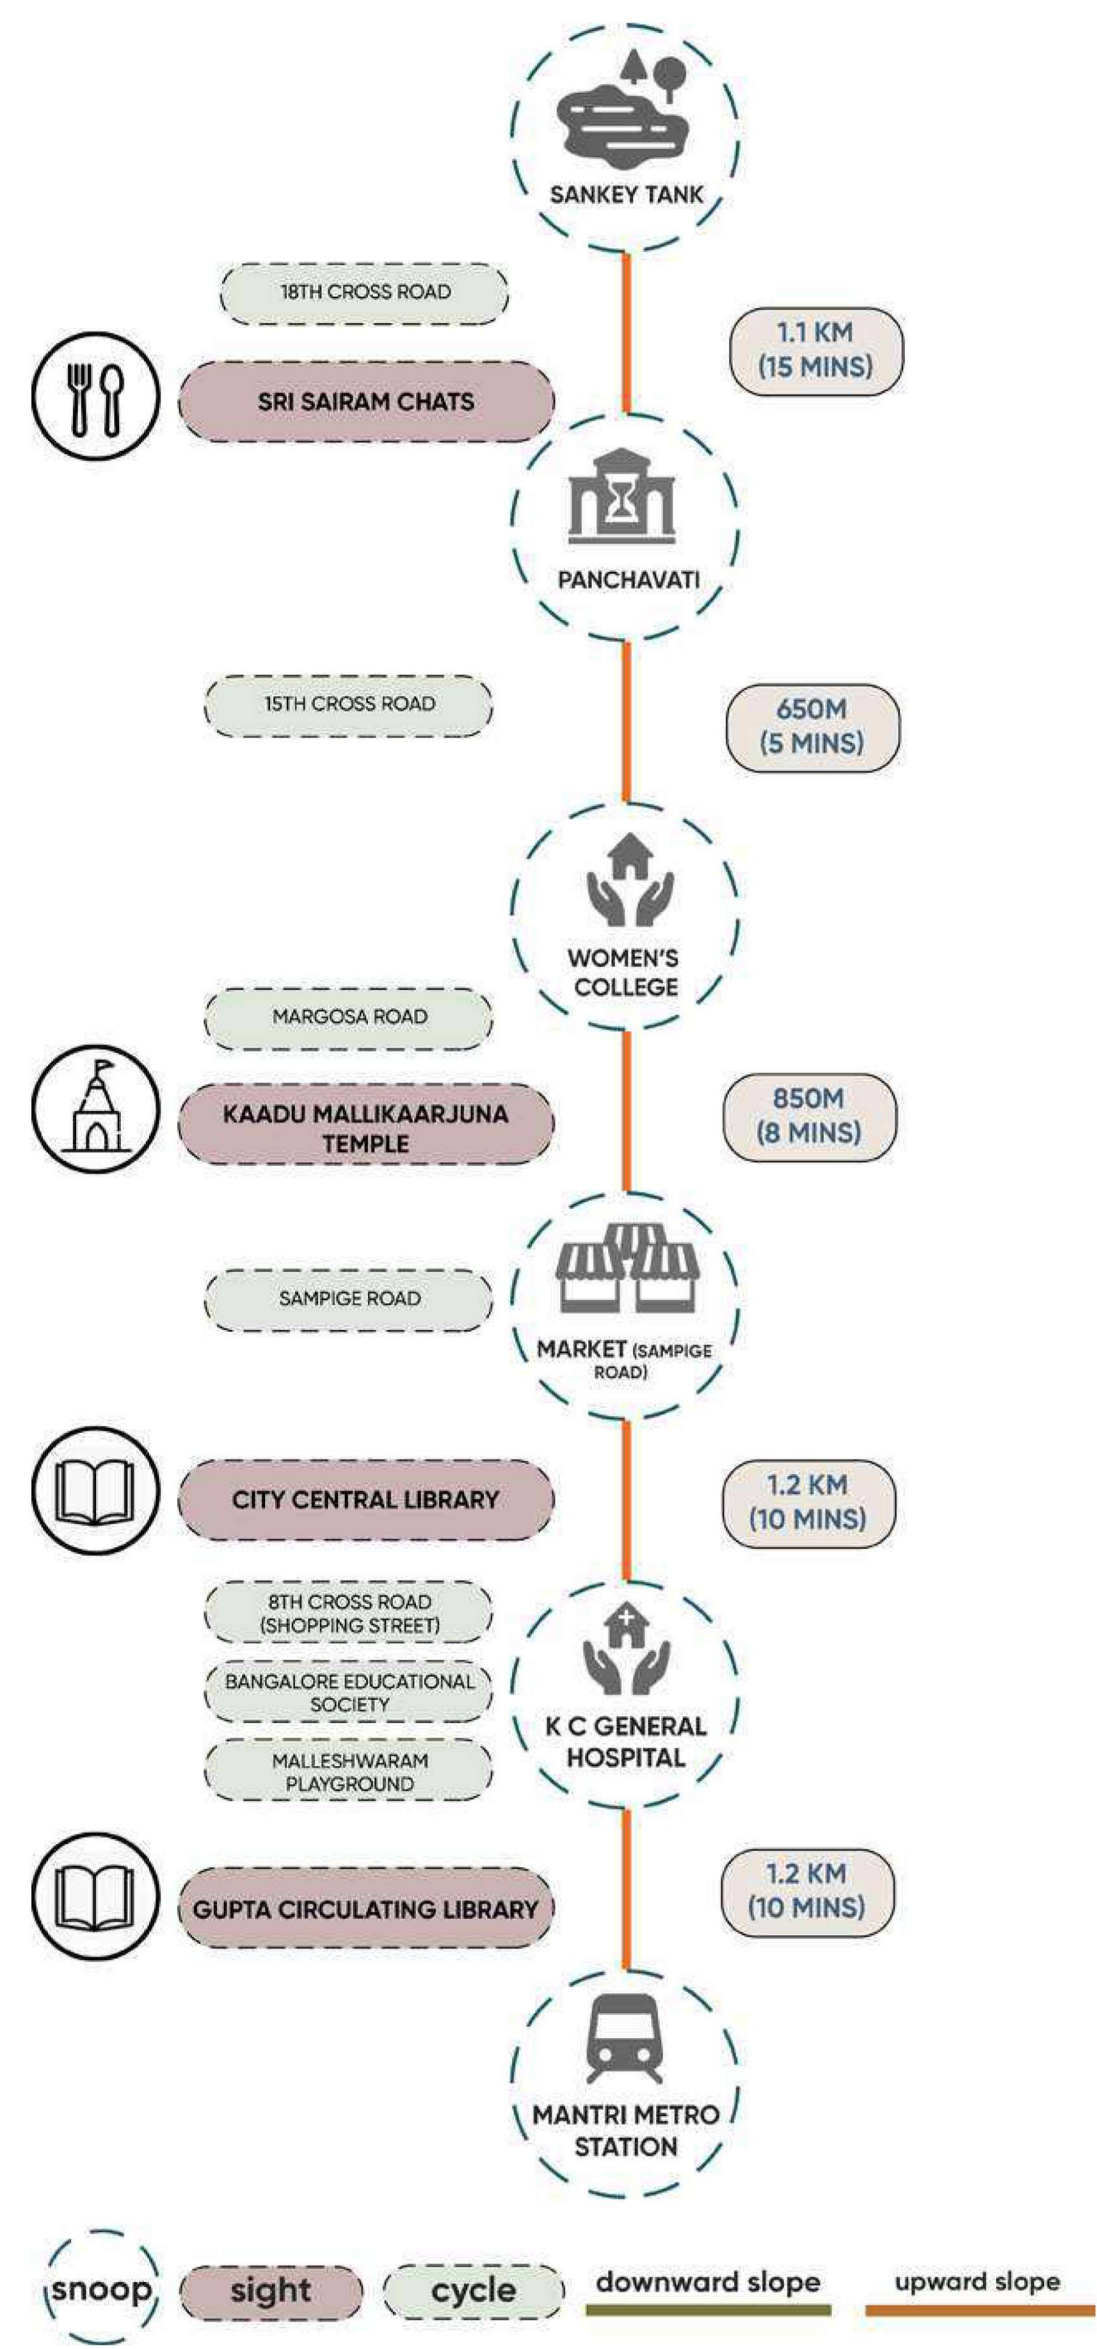 SANKEY TANK
18TH CROSS ROAD
1.1 KM
(15 MINS)
SRI SAIRAM CHATS
PANCHAVATI
15TH CROSS ROAD
650M
(5 MINS)
WOMEN'S
COLLEGE
MARGOSA ROAD
KAADU MALLIKAARJUNA
TEMPLE
850M
(8 MINS)
SAMPIGE ROAD
MARKET (SAMPIGE
ROAD)
CITY CENTRAL LIBRARY
1.2 KM
(10 MINS)
8TH CROSS ROAD
(SHOPPING STREET)
BANGALORE EDUCATIONAL
SOCIETY
K C GENERAL
HOSPITAL
MALLESHWARAM
PLAYGROUND
GUPTA CIRCULATING LIBRARY
1.2 KM
(10 MINS)
MANTRI METRO
STATION
snoop
sight
cycle
downward slope
upward slope